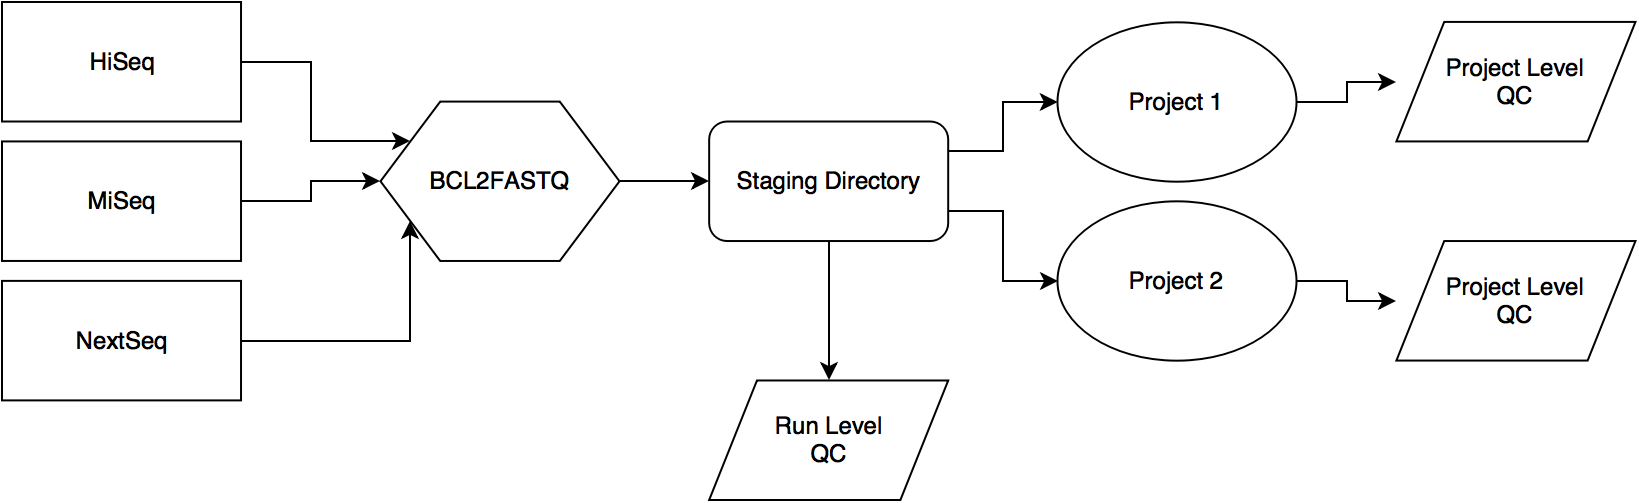 HiSeq
MiSeq
NextSeq
BCL2FASTQ
Staging Directory
Run Level
QC
Project 1
Project Level
QC
Project 2
Project Level
QC